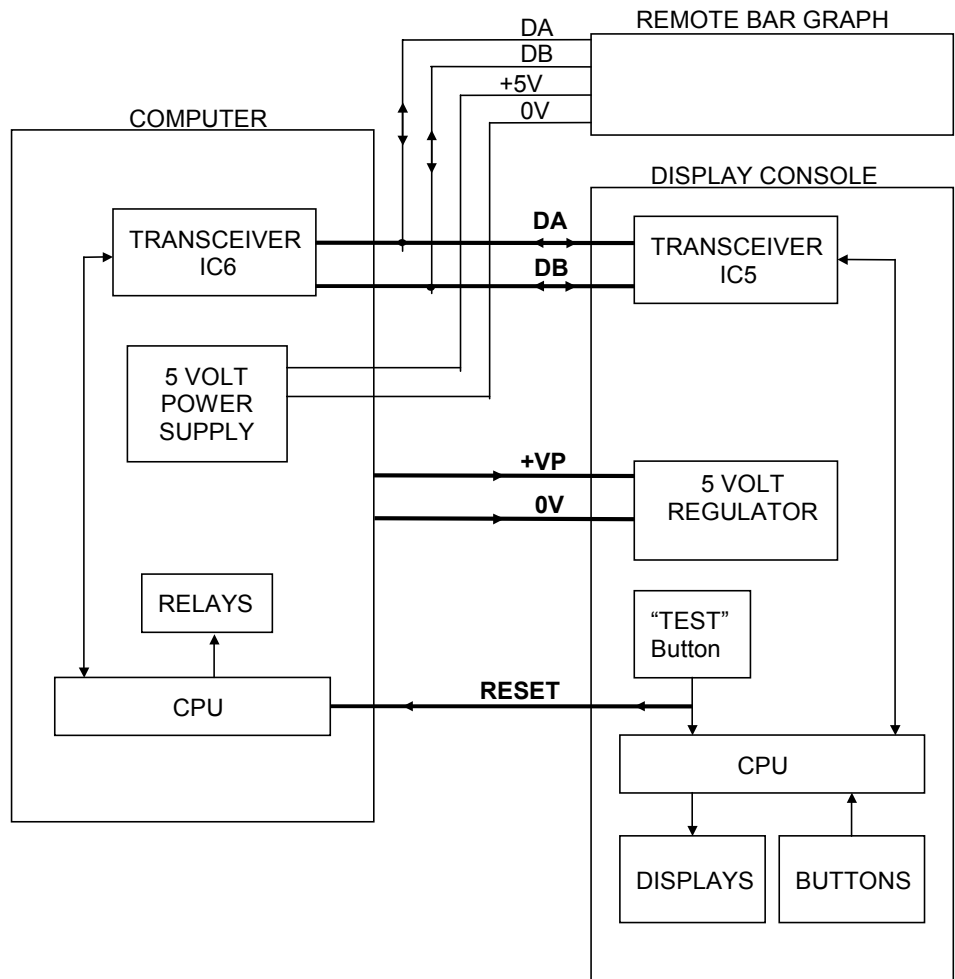 REMOTE BAR GRAPH
DA
DB
+5V
0V
COMPUTER
DISPLAY CONSOLE
DA
TRANSCEIVER
IC6
TRANSCEIVER
IC5
DB
5 VOLT
POWER
SUPPLY
+VP
0V
5 VOLT
REGULATOR
RELAYS
“TEST”
Button
RESET
CPU
CPU
DISPLAYS
BUTTONS